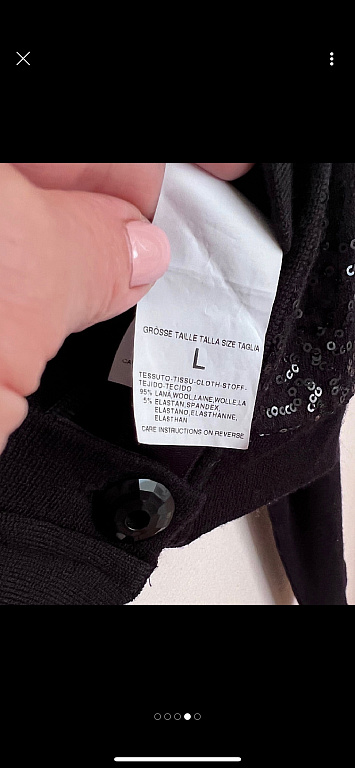 GRÖSSE TAILLE TALLA SIZE TAGLIA
L
TESSUTO-TISSU-CLOTH-STOFF-
TEJIDO-TECIDO
95% LANA,WOOL,LAINE,WOLLE,LA
5% ELASTAN,SPANDEX,
ELASTANO,ELASTHANNE,
ELASTHAN
CARE INSTRUCTIONS ON REVERSE